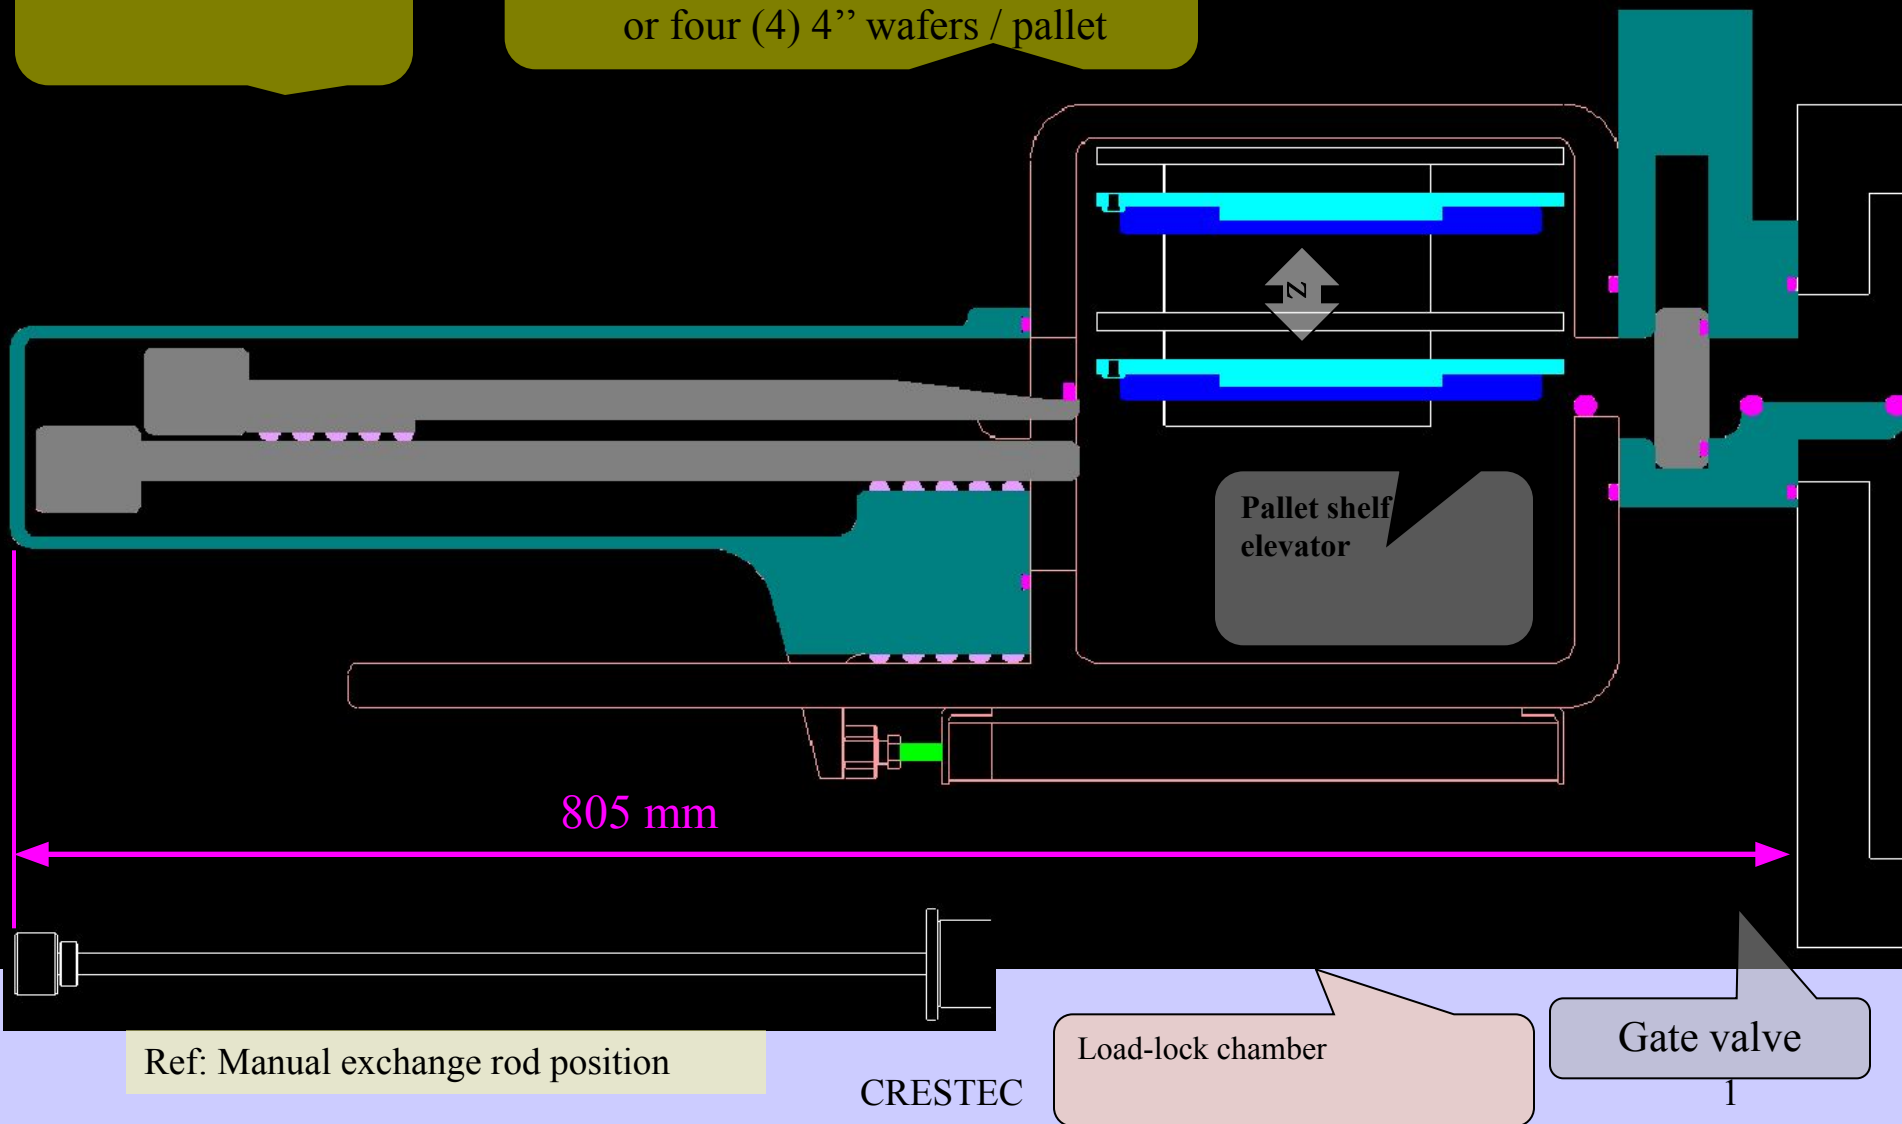 or four (4) 4’’ wafers / pallet
Z
Pallet shelf
elevator
805 mm
Ref: Manual exchange rod position
Load-lock chamber
Gate valve
CRESTEC
1